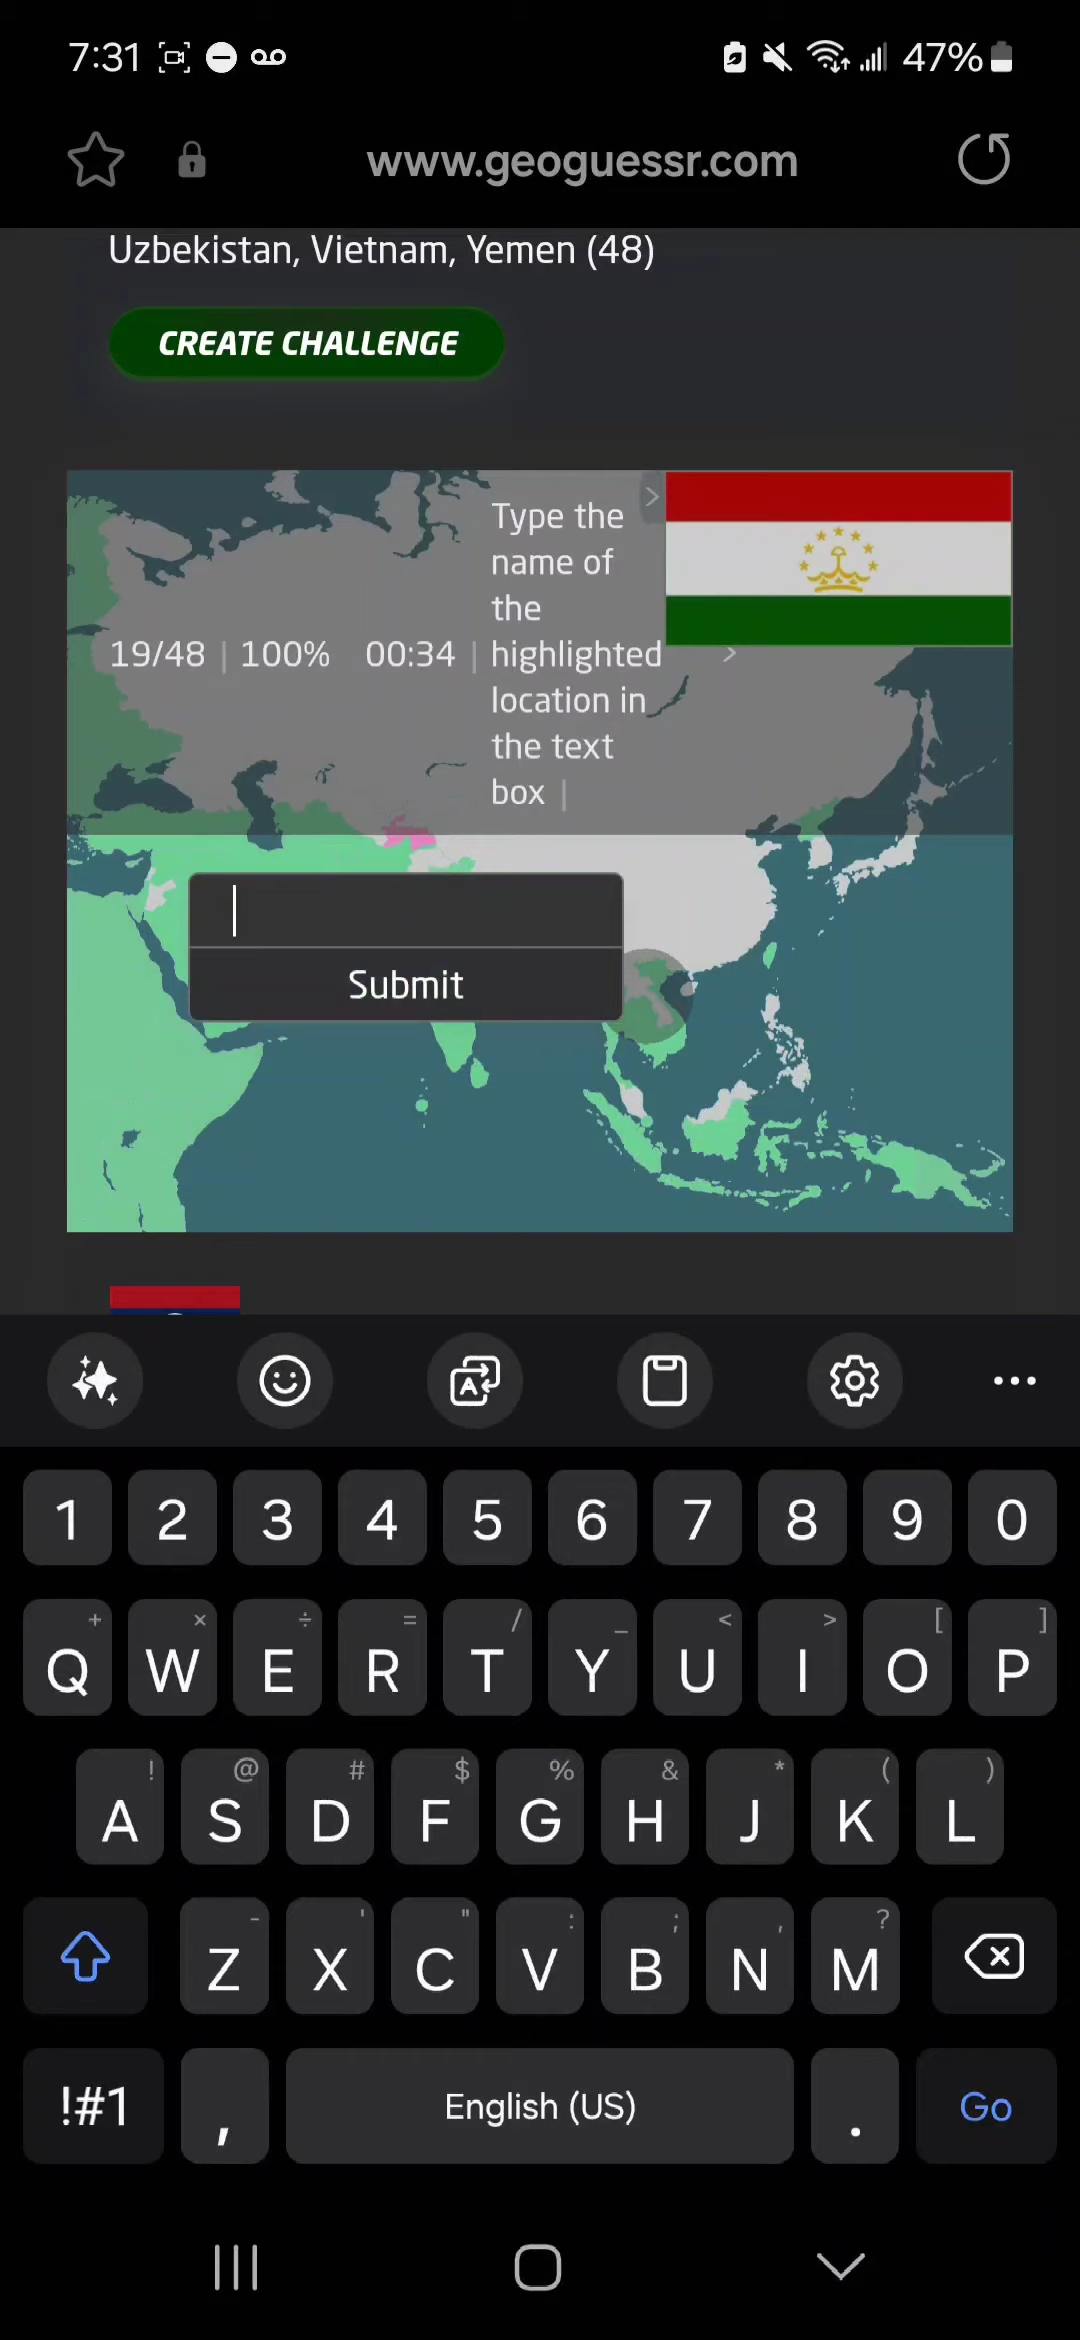 7:31
47%
www.geoguessr.com
Uzbekistan, Vietnam, Yemen (48)
CREATE CHALLENGE
19/48 | 100% 00:34 |
Type the
name of
the
highlighted
location in
the text
box |
Submit
1 2 3 4 5 6 7 8 9 0
+ × ÷ = / _ < > [ ]
Q W E R T Y U I O P
! @ # $ % & * ( )
A S D F G H J K L
- ' " : ; , ?
Z X C V B N M
!#1 , English (US) . Go